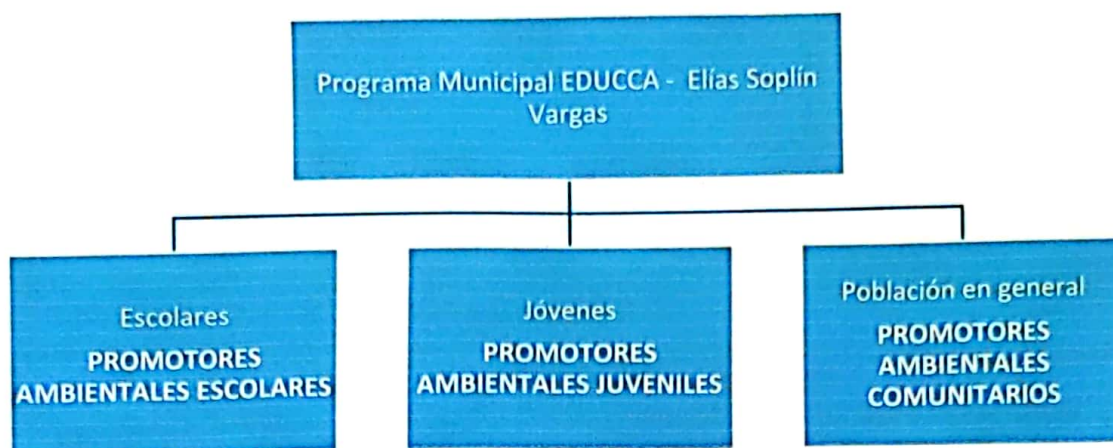 Programa Municipal EDUCCA - Elías Soplín
Vargas
Escolares
PROMOTORES
AMBIENTALES ESCOLARES
Jóvenes
PROMOTORES
AMBIENTALES JUVENILES
Población en general
PROMOTORES
AMBIENTALES
COMUNITARIOS